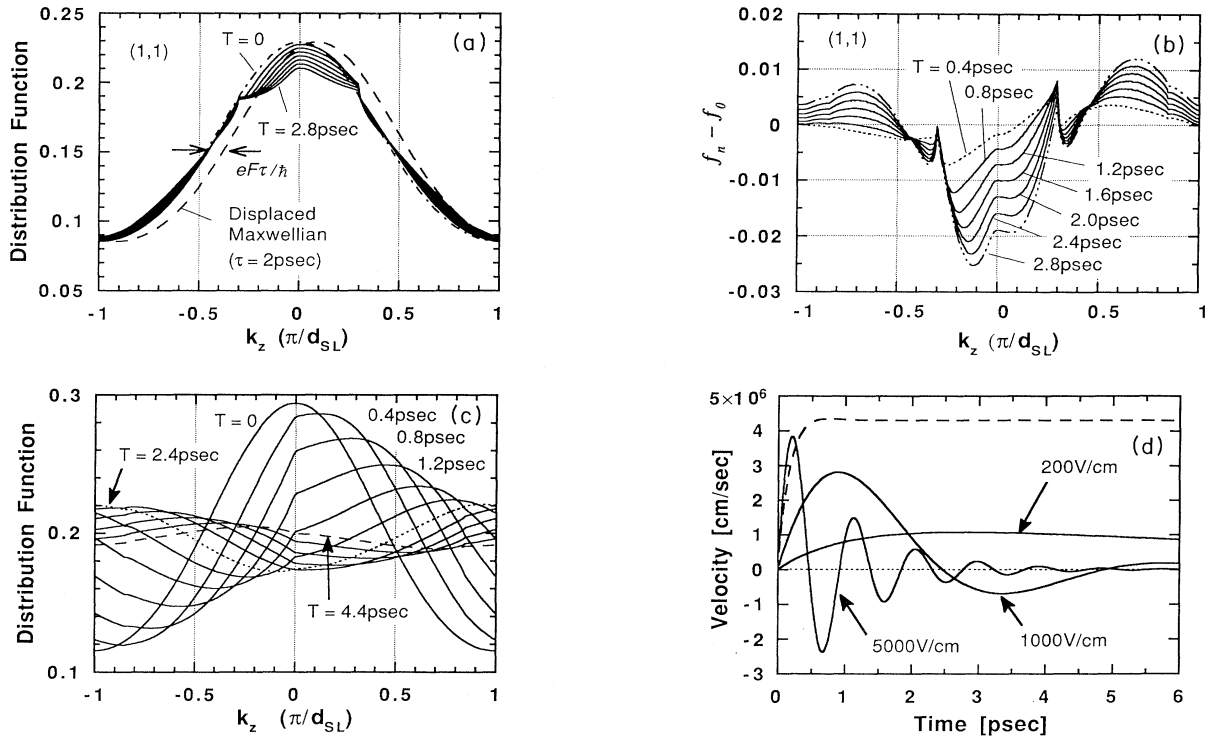 0.25
0.20
0.15
0.10
0.05
Distribution Function
(1,1)
(a)
T = 0
T = 2.8psec
eFτ/ħ
Displaced
Maxwellian
(τ = 2psec)
-1
-0.5
0
0.5
1
k_z (π/d_SL)
0.02
0.01
0
-0.01
-0.02
-0.03
f_n − f_0
(1,1)
(b)
T = 0.4psec
0.8psec
1.2psec
1.6psec
2.0psec
2.4psec
2.8psec
-1
-0.5
0
0.5
1
k_z (π/d_SL)
0.3
0.2
0.1
Distribution Function
T = 0
0.4psec
(c)
0.8psec
1.2psec
T = 2.4psec
T = 4.4psec
-1
-0.5
0
0.5
1
k_z (π/d_SL)
5×10⁶
4
3
2
1
0
-1
-2
-3
Velocity [cm/sec]
(d)
200V/cm
5000V/cm
1000V/cm
0
1
2
3
4
5
6
Time [psec]